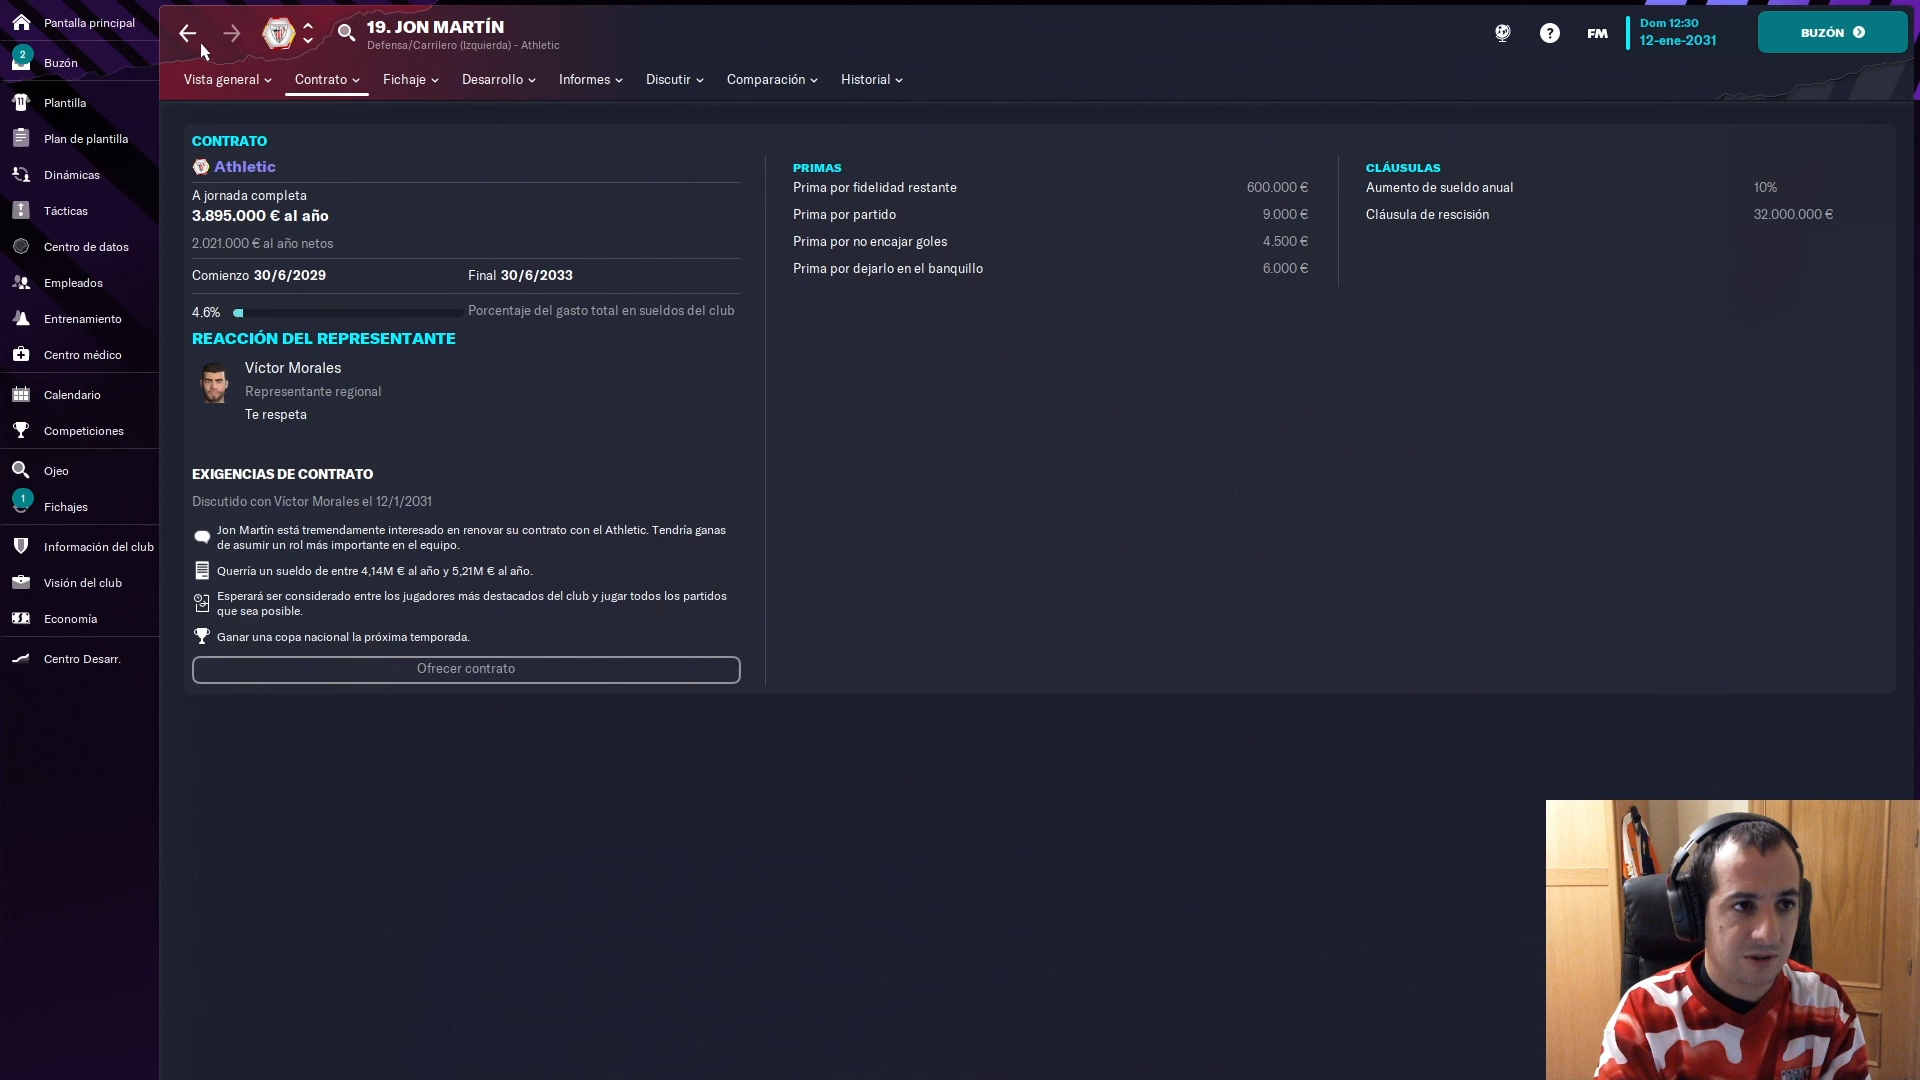 Pantalla principal
2
Buzón
11
Plantilla
Plan de plantilla
Dinámicas
Tácticas
Centro de datos
Empleados
Entrenamiento
Centro médico
Calendario
Competiciones
Ojeo
1
Fichajes
Información del club
Visión del club
Economía
Centro Desarr.
19. JON MARTÍN
Defensa/Carrilero (Izquierda) - Athletic
?
FM
Dom 12:30
12-ene-2031
BUZÓN
Vista general
Contrato
Fichaje
Desarrollo
Informes
Discutir
Comparación
Historial
CONTRATO
Athletic
A jornada completa
3.895.000 € al año
2.021.000 € al año netos
Comienzo 30/6/2029
Final 30/6/2033
4.6%
Porcentaje del gasto total en sueldos del club
REACCIÓN DEL REPRESENTANTE
Víctor Morales
Representante regional
Te respeta
EXIGENCIAS DE CONTRATO
Discutido con Víctor Morales el 12/1/2031
Jon Martín está tremendamente interesado en renovar su contrato con el Athletic. Tendría ganas
de asumir un rol más importante en el equipo.
Querría un sueldo de entre 4,14M € al año y 5,21M € al año.
Esperará ser considerado entre los jugadores más destacados del club y jugar todos los partidos
que sea posible.
Ganar una copa nacional la próxima temporada.
Ofrecer contrato
PRIMAS
Prima por fidelidad restante 600.000 €
Prima por partido 9.000 €
Prima por no encajar goles 4.500 €
Prima por dejarlo en el banquillo 6.000 €
CLÁUSULAS
Aumento de sueldo anual 10%
Cláusula de rescisión 32.000.000 €